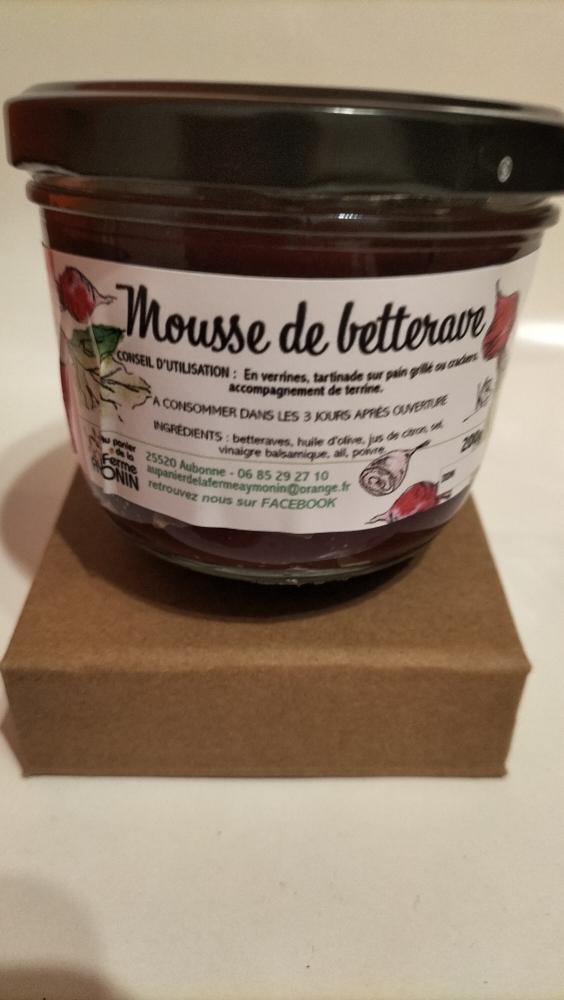 Mousse de betterave
CONSEIL D'UTILISATION : En verrines, tartinade sur pain grillé ou crackers,
accompagnement de terrine.
A CONSOMMER DANS LES 3 JOURS APRÈS OUVERTURE
INGRÉDIENTS : betteraves, huile d'olive, jus de citron, sel,
vinaigre balsamique, ail, poivre
200g
au panier
de la
Ferme
25520 Aubonne - 06 85 29 27 10
aupanierdelafermeaymonin@orange.fr
retrouvez nous sur FACEBOOK